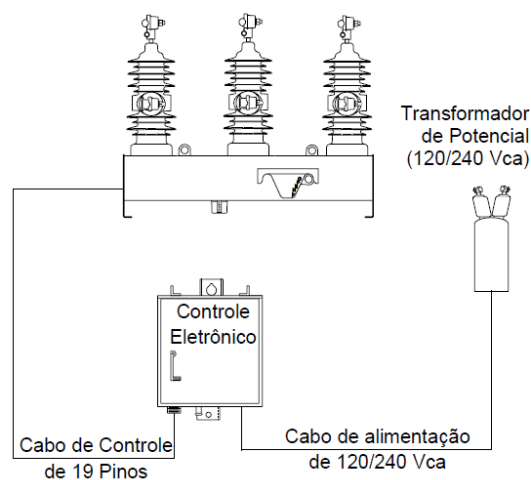 Transformador
de Potencial
(120/240 Vca)
Controle
Eletrônico
Cabo de Controle
de 19 Pinos
Cabo de alimentação
de 120/240 Vca